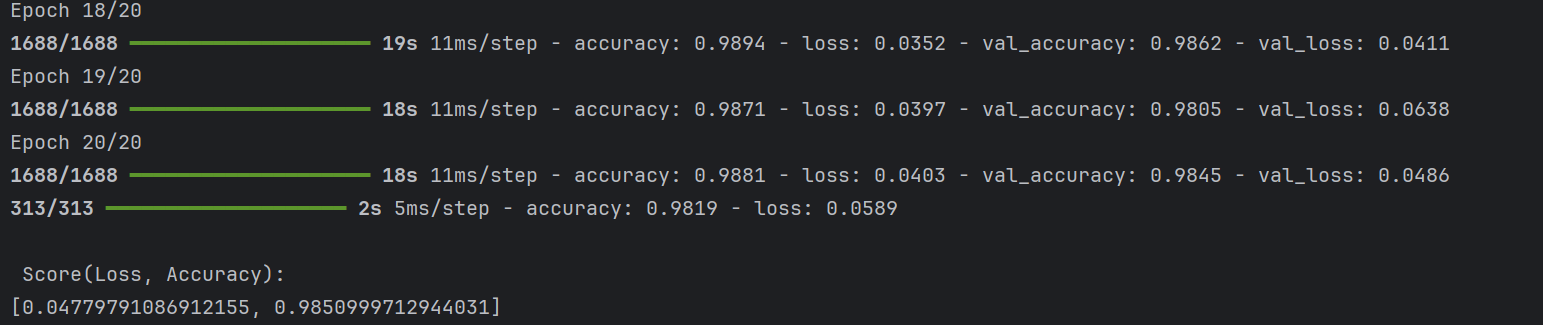 Epoch 18/20
1688/1688 ━━━━━━━━━━━━━━━━━━━━ 19s 11ms/step - accuracy: 0.9894 - loss: 0.0352 - val_accuracy: 0.9862 - val_loss: 0.0411
Epoch 19/20
1688/1688 ━━━━━━━━━━━━━━━━━━━━ 18s 11ms/step - accuracy: 0.9871 - loss: 0.0397 - val_accuracy: 0.9805 - val_loss: 0.0638
Epoch 20/20
1688/1688 ━━━━━━━━━━━━━━━━━━━━ 18s 11ms/step - accuracy: 0.9881 - loss: 0.0403 - val_accuracy: 0.9845 - val_loss: 0.0486
313/313 ━━━━━━━━━━━━━━━━━━━━ 2s 5ms/step - accuracy: 0.9819 - loss: 0.0589
Score(Loss, Accuracy):
[0.04779791086912155, 0.9850999712944031]